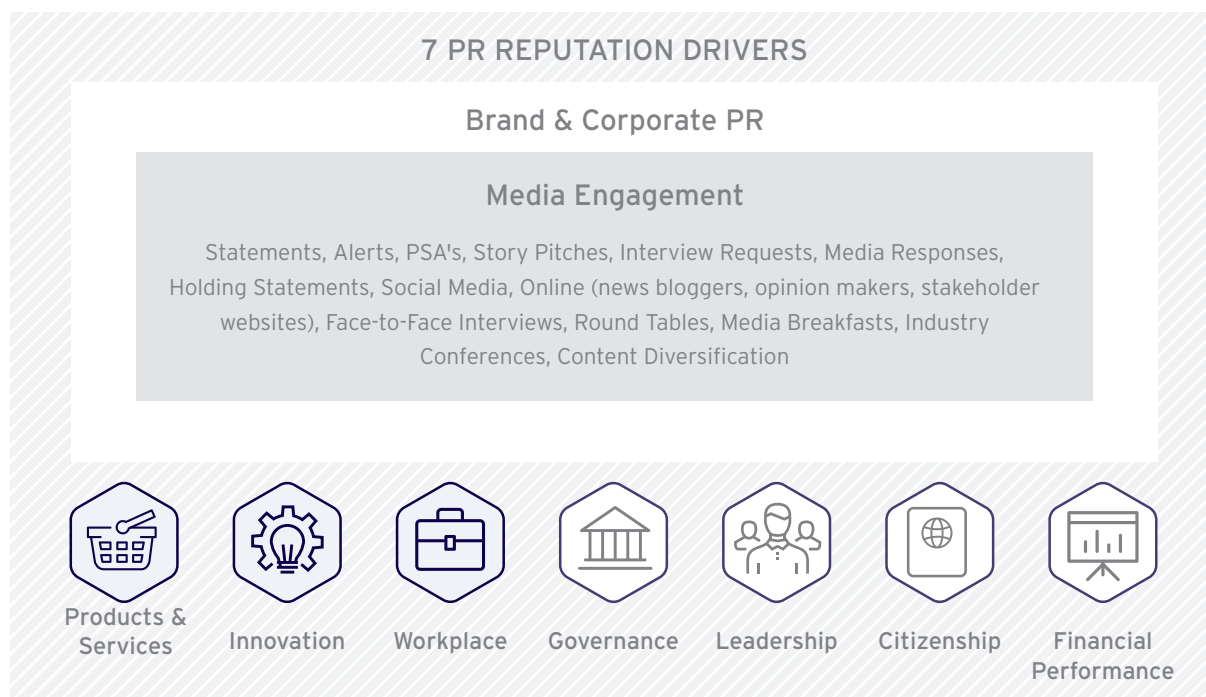 7 PR REPUTATION DRIVERS
Brand & Corporate PR
Media Engagement
Statements, Alerts, PSA's, Story Pitches, Interview Requests, Media Responses,
Holding Statements, Social Media, Online (news bloggers, opinion makers, stakeholder
websites), Face-to-Face Interviews, Round Tables, Media Breakfasts, Industry
Conferences, Content Diversification
Products &
Services
Innovation
Workplace
Governance
Leadership
Citizenship
Financial
Performance